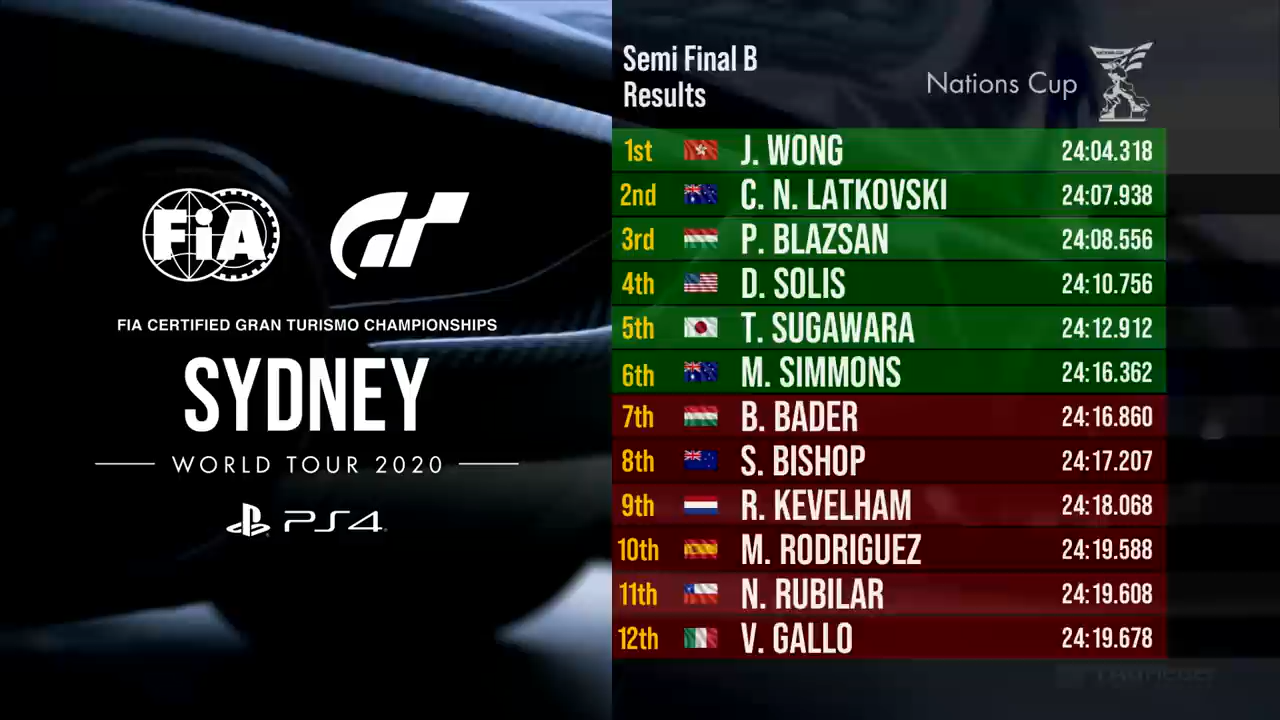 FiA
GT
FIA CERTIFIED GRAN TURISMO CHAMPIONSHIPS
SYDNEY
WORLD TOUR 2020
PS4
Semi Final B
Results
Nations Cup
1st J. WONG 24:04.318
2nd C. N. LATKOVSKI 24:07.938
3rd P. BLAZSAN 24:08.556
4th D. SOLIS 24:10.756
5th T. SUGAWARA 24:12.912
6th M. SIMMONS 24:16.362
7th B. BADER 24:16.860
8th S. BISHOP 24:17.207
9th R. KEVELHAM 24:18.068
10th M. RODRIGUEZ 24:19.588
11th N. RUBILAR 24:19.608
12th V. GALLO 24:19.678